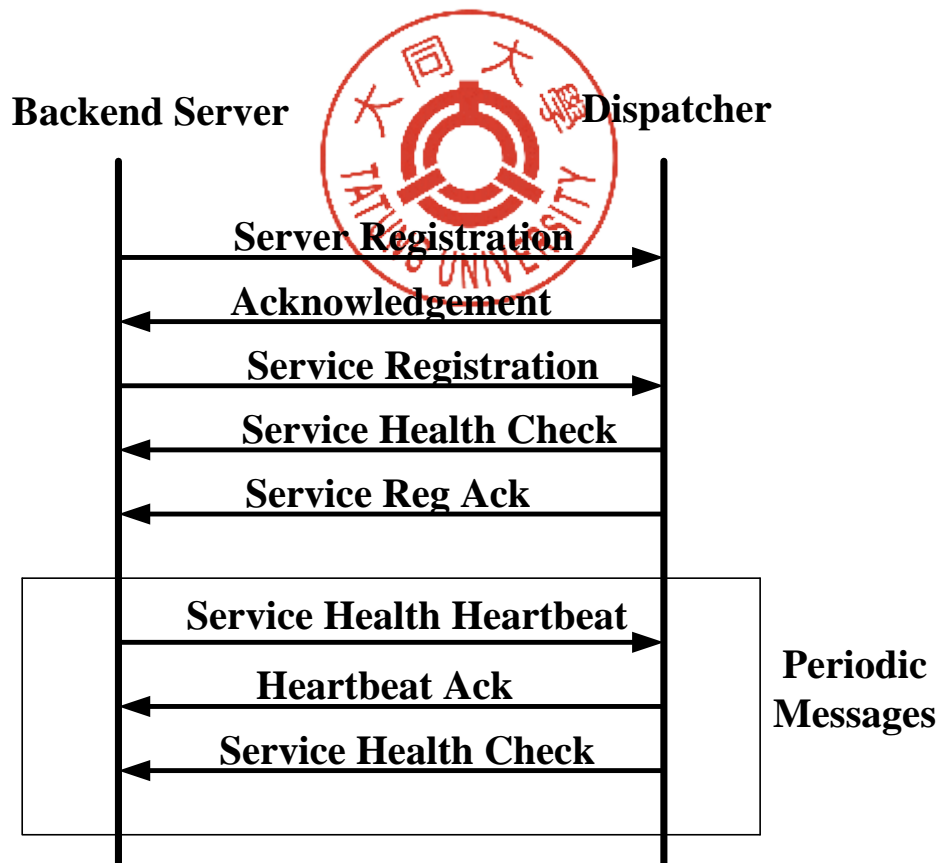 大同大學
Backend Server
Dispatcher
TATUNG UNIVERSITY
Server Registration
Acknowledgement
Service Registration
Service Health Check
Service Reg Ack
Service Health Heartbeat
Heartbeat Ack
Service Health Check
Periodic
Messages